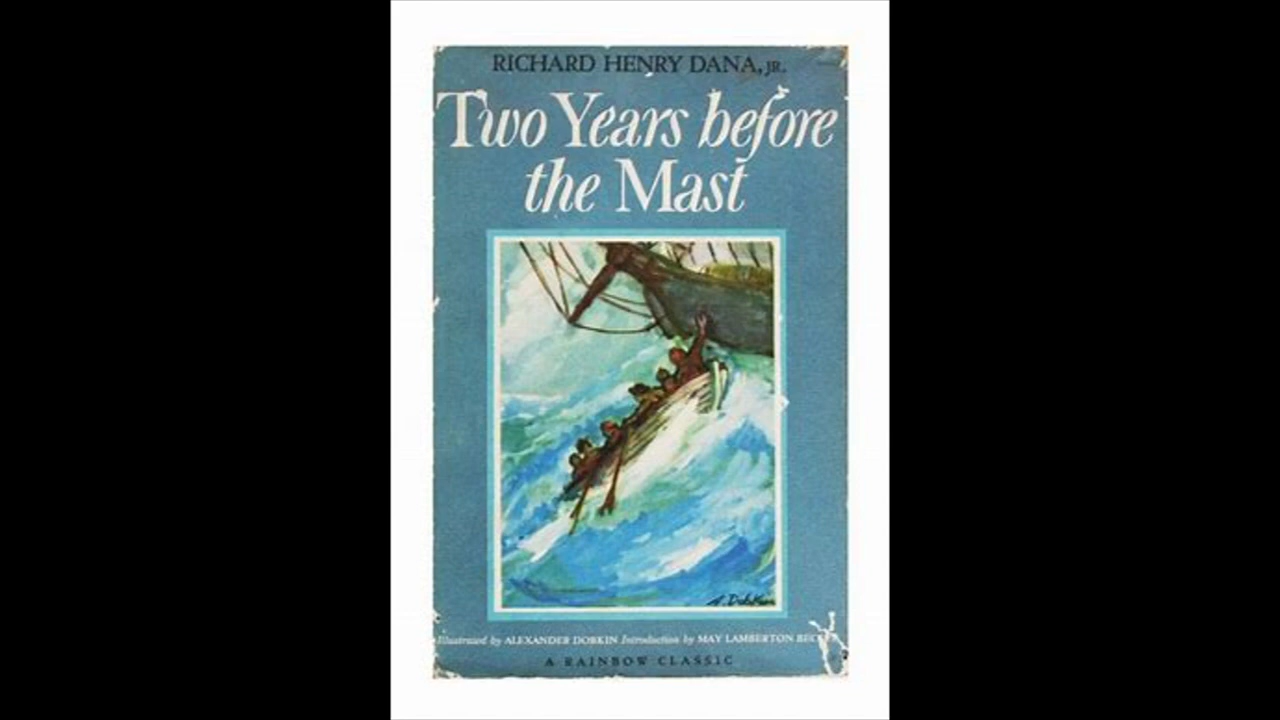 RICHARD HENRY DANA, JR.
Two Years before
the Mast
A. Dobkin
Illustrated by ALEXANDER DOBKIN Introduction by MAY LAMBERTON
A RAINBOW CLASSIC